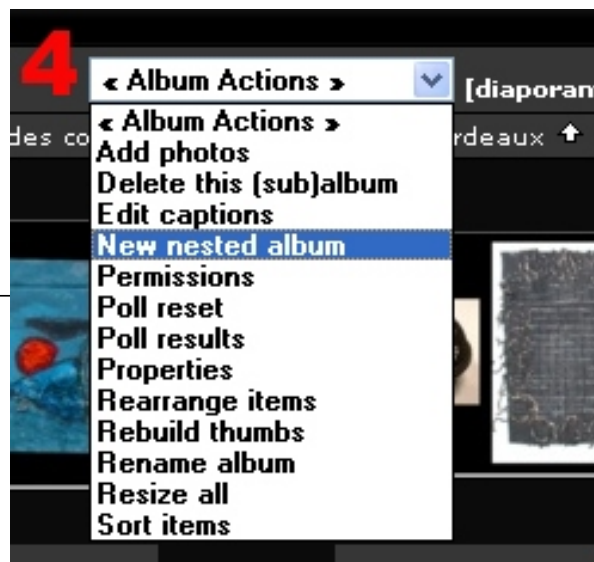 4
« Album Actions » [diaporam
des co rdeaux
« Album Actions »
Add photos
Delete this (sub)album
Edit captions
New nested album
Permissions
Poll reset
Poll results
Properties
Rearrange items
Rebuild thumbs
Rename album
Resize all
Sort items